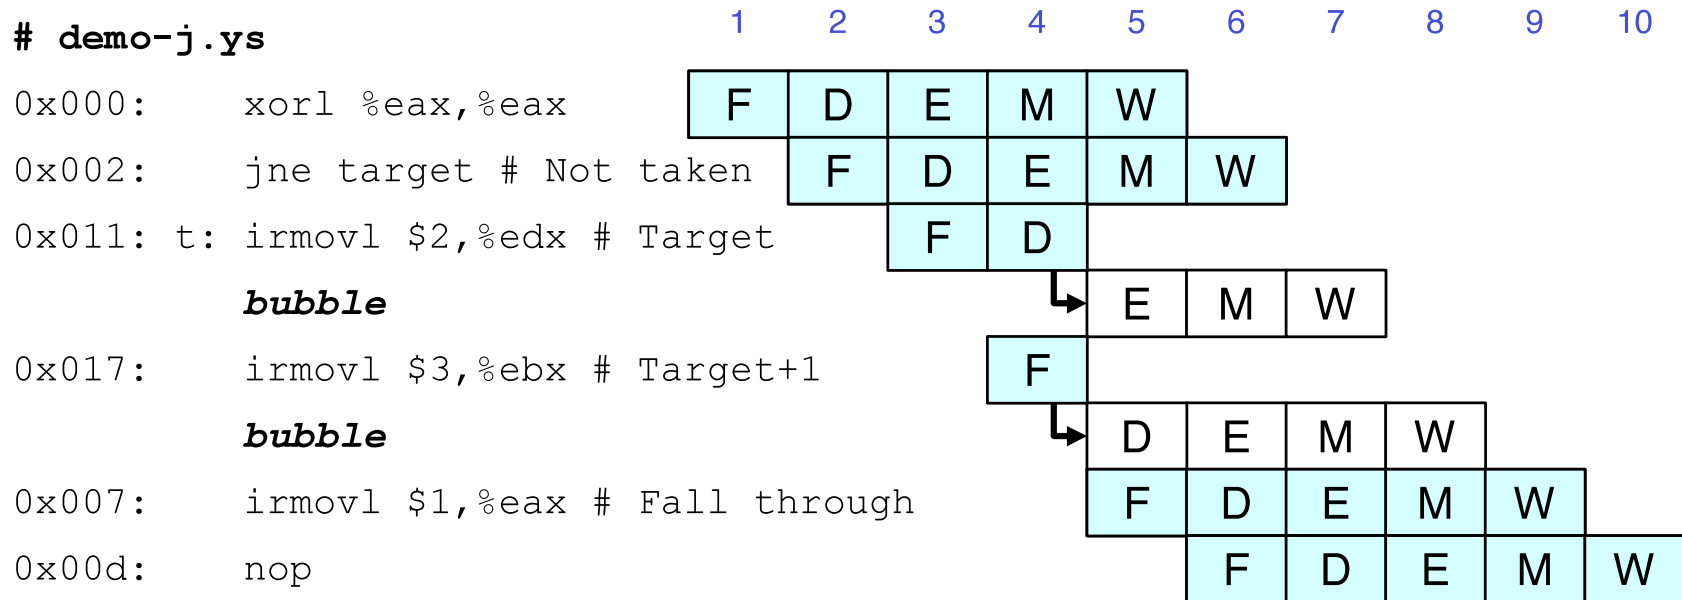 1 2 3 4 5 6 7 8 9 10
# demo-j.ys
0x000: xorl %eax,%eax F D E M W
0x002: jne target # Not taken F D E M W
0x011: t: irmovl $2,%edx # Target F D
bubble E M W
0x017: irmovl $3,%ebx # Target+1 F
bubble D E M W
0x007: irmovl $1,%eax # Fall through F D E M W
0x00d: nop F D E M W